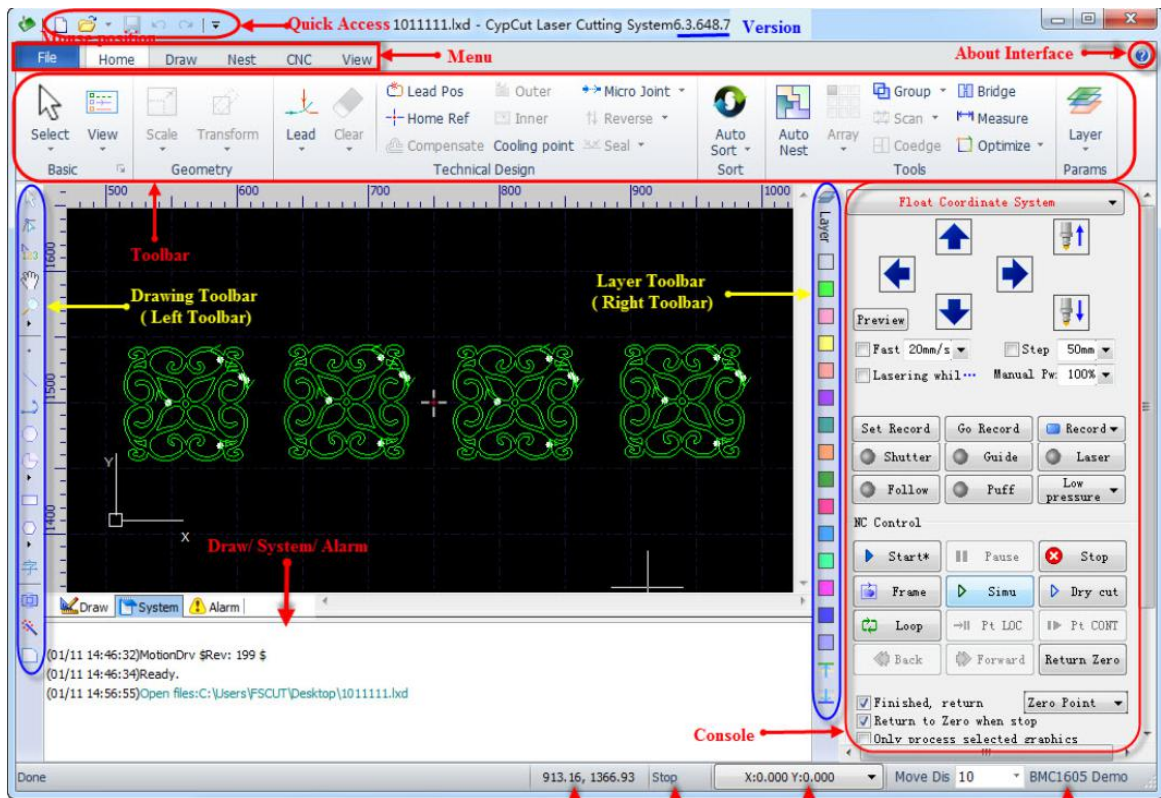 Quick Access 1011111.lxd - CypCut Laser Cutting System6.3.648.7 Version
Mouse position
File Home Draw Nest CNC View Menu About Interface
Lead Pos Outer Micro Joint Group Bridge
Home Ref Inner Reverse Scan Measure
Compensate Cooling point Seal Coedge Optimize
Select View Scale Transform Lead Clear Auto Sort Auto Nest Array Layer
Basic Geometry Technical Design Sort Tools Params
500 600 700 800 900 1000
1600
1500
1400
Toolbar
Drawing Toolbar
( Left Toolbar)
Layer Toolbar
( Right Toolbar)
Layer
123
字
Y
X
Draw/ System/ Alarm
Float Coordinate System
Preview
Fast 20mm/s Step 50mm
Lasering whil··· Manual Pw: 100%
Set Record Go Record Record
Shutter Guide Laser
Follow Puff Low pressure
NC Control
Start* Pause Stop
Frame Simu Dry cut
Loop Pt LOC Pt CONT
Back Forward Return Zero
Finished, return Zero Point
Return to Zero when stop
Only process selected graphics
Console
Draw System Alarm
(01/11 14:46:32)MotionDrv $Rev: 199 $
(01/11 14:46:34)Ready.
(01/11 14:56:55)Open files:C:\Users\FSCUT\Desktop\1011111.lxd
Done 913.16, 1366.93 Stop X:0.000 Y:0.000 Move Dis 10 BMC1605 Demo